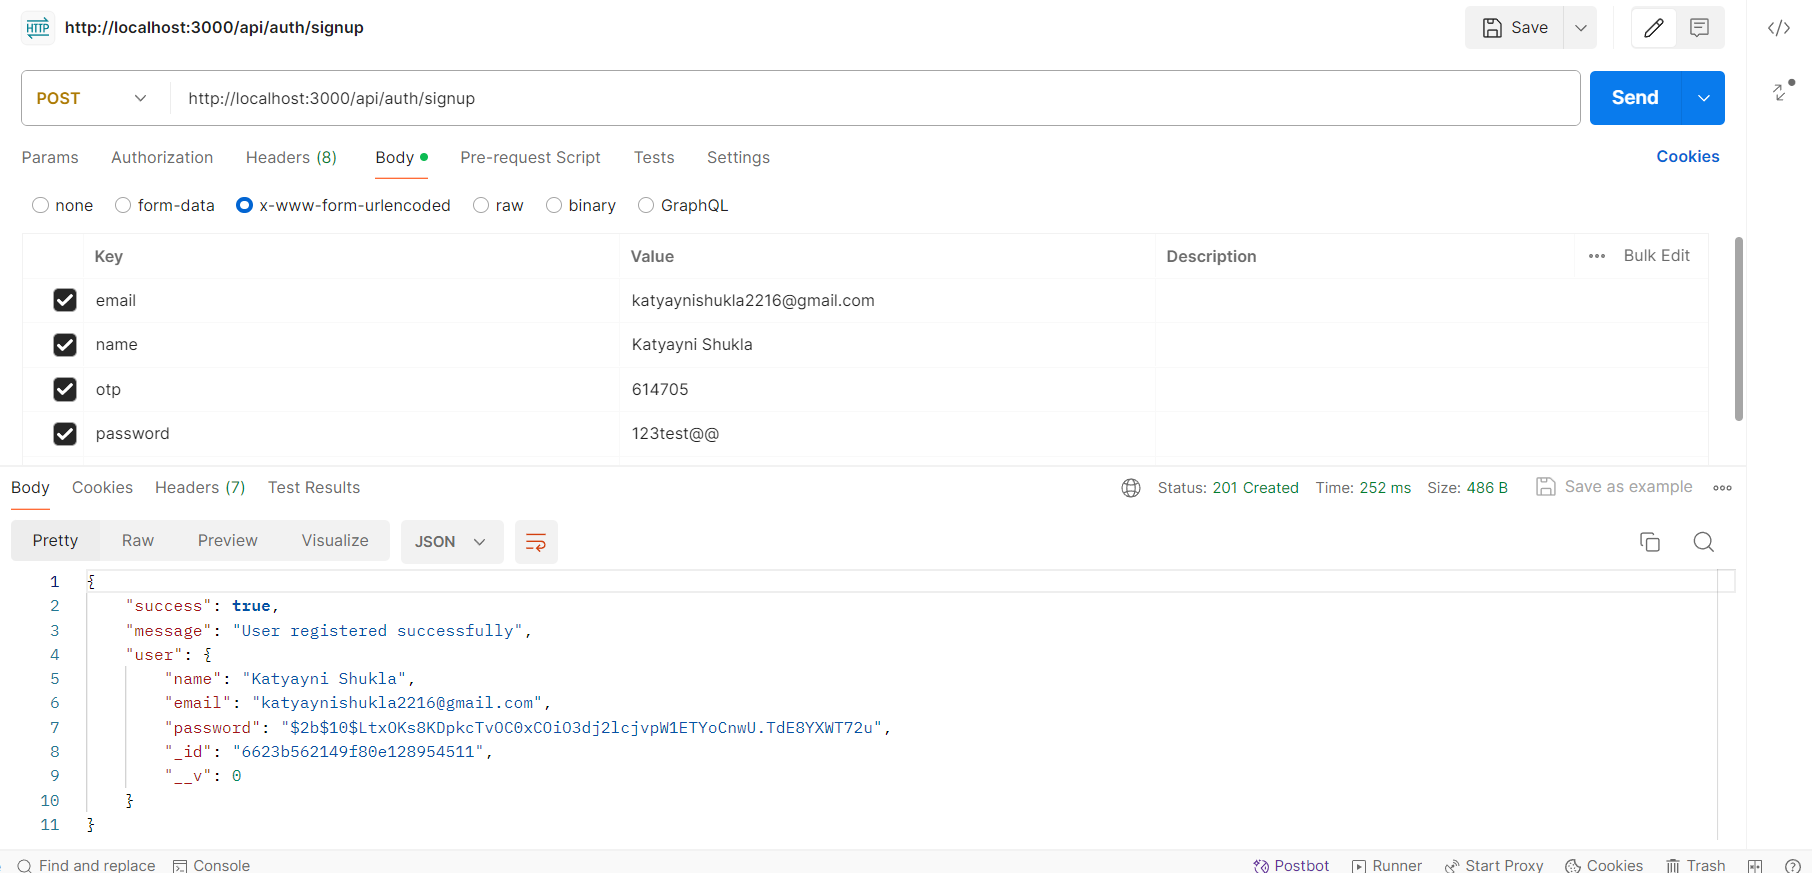 HTTP http://localhost:3000/api/auth/signup Save
POST http://localhost:3000/api/auth/signup Send
Params Authorization Headers (8) Body Pre-request Script Tests Settings Cookies
none form-data x-www-form-urlencoded raw binary GraphQL
Key Value Description Bulk Edit
email katyaynishukla2216@gmail.com
name Katyayni Shukla
otp 614705
password 123test@@
Body Cookies Headers (7) Test Results Status: 201 Created Time: 252 ms Size: 486 B Save as example
Pretty Raw Preview Visualize JSON
1 {
2 "success": true,
3 "message": "User registered successfully",
4 "user": {
5 "name": "Katyayni Shukla",
6 "email": "katyaynishukla2216@gmail.com",
7 "password": "$2b$10$LtxOKs8KDpkcTvOC0xCOiO3dj2lcjvpW1ETYoCnwU.TdE8YXWT72u",
8 "_id": "6623b562149f80e128954511",
9 "__v": 0
10 }
11 }
Find and replace Console Postbot Runner Start Proxy Cookies Trash